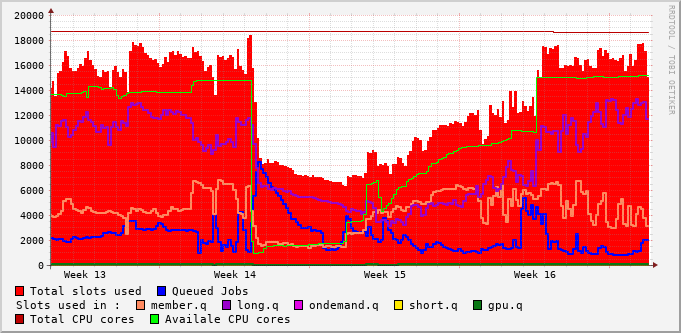 RRDTOOL / TOBI OETIKER
20000
18000
16000
14000
12000
10000
8000
6000
4000
2000
0
Week 13 Week 14 Week 15 Week 16
Total slots used Queued Jobs
Slots used in : member.q long.q ondemand.q short.q gpu.q
Total CPU cores Availale CPU cores